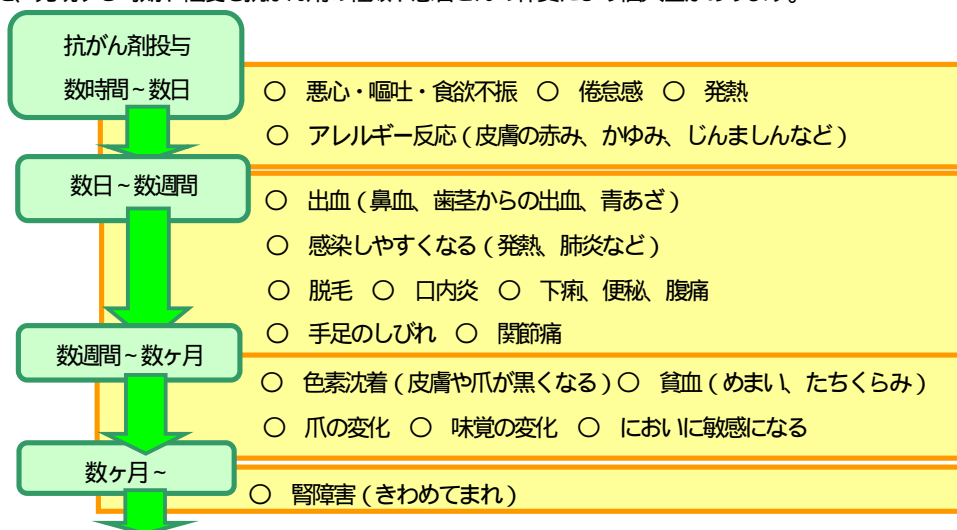 抗がん剤投与
数時間~数日
○ 悪心・嘔吐・食欲不振 ○ 倦怠感 ○ 発熱
○ アレルギー反応(皮膚の赤み、かゆみ、じんましんなど)
数日~数週間
○ 出血(鼻血、歯茎からの出血、青あざ)
○ 感染しやすくなる(発熱、肺炎など)
○ 脱毛 ○ 口内炎 ○ 下痢、便秘、腹痛
○ 手足のしびれ ○ 関節痛
数週間~数ヶ月
○ 色素沈着(皮膚や爪が黒くなる)○ 貧血(めまい、たちくらみ)
○ 爪の変化 ○ 味覚の変化 ○ においに敏感になる
数ヶ月~
○ 腎障害(きわめてまれ)